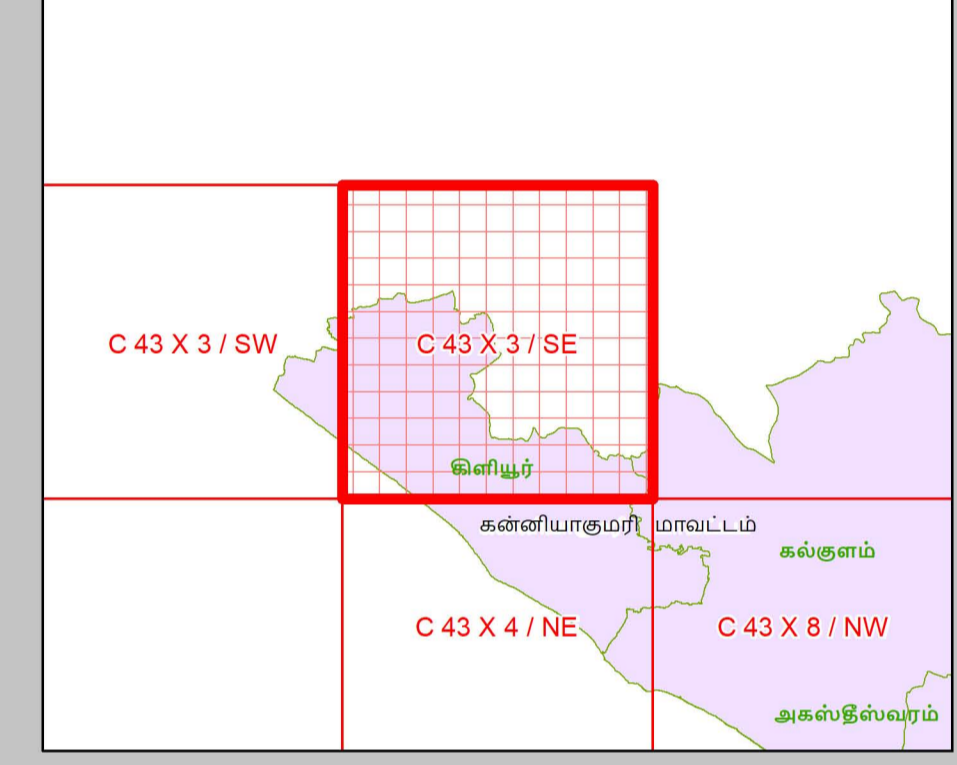 C 43 X 3 / SW
C 43 X 3 / SE
கிளியூர்
கன்னியாகுமரி மாவட்டம்
கல்குளம்
C 43 X 4 / NE
C 43 X 8 / NW
அகஸ்தீஸ்வரம்